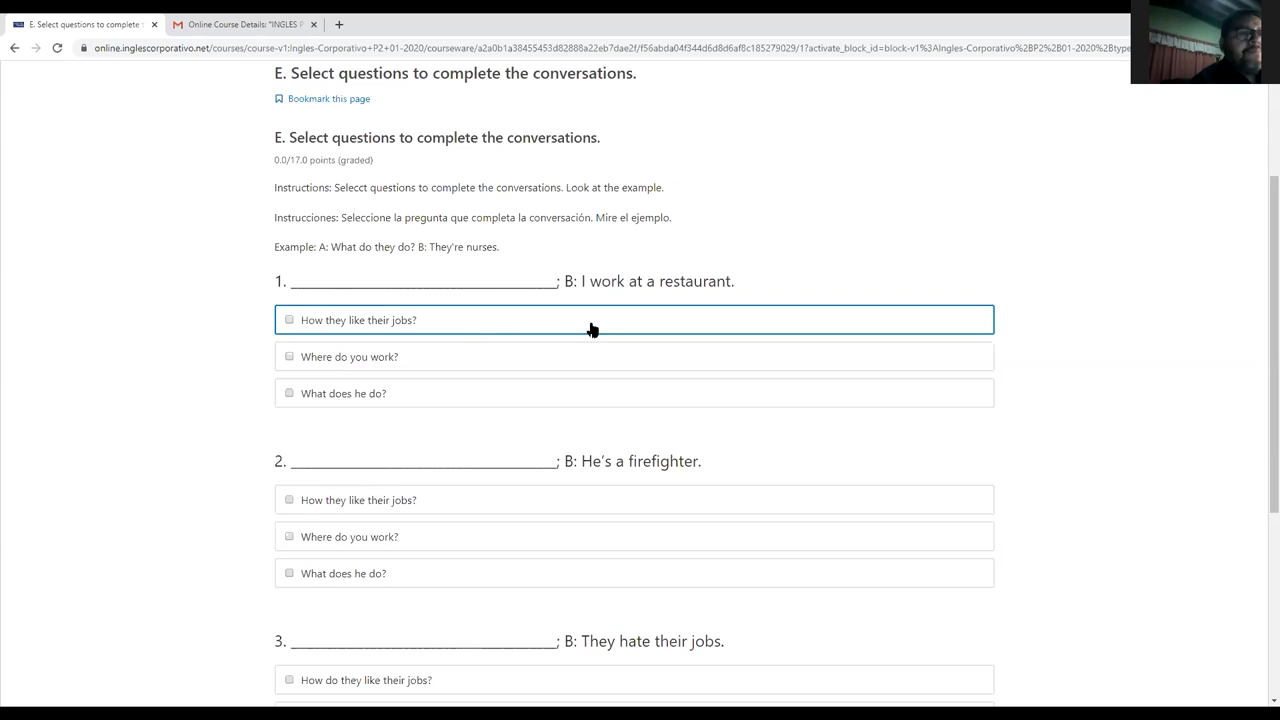 E. Select questions to complete t
Online Course Details: "INGLES P
online.inglescorporativo.net/courses/course-v1:Ingles-Corporativo+P2+01-2020/courseware/a2a0b1a38455453d82888a22eb7dae2f/f56abda04f344d6d8d6af8c185279029/1?activate_block_id=block-v1%3AIngles-Corporativo%2BP2%2B01-2020%2Btype
E. Select questions to complete the conversations.
Bookmark this page
E. Select questions to complete the conversations.
0.0/17.0 points (graded)
Instructions: Selecct questions to complete the conversations. Look at the example.
Instrucciones: Seleccione la pregunta que completa la conversación. Mire el ejemplo.
Example: A: What do they do? B: They're nurses.
1. ________________________________; B: I work at a restaurant.
How they like their jobs?
Where do you work?
What does he do?
2. ________________________________; B: He's a firefighter.
How they like their jobs?
Where do you work?
What does he do?
3. ________________________________; B: They hate their jobs.
How do they like their jobs?